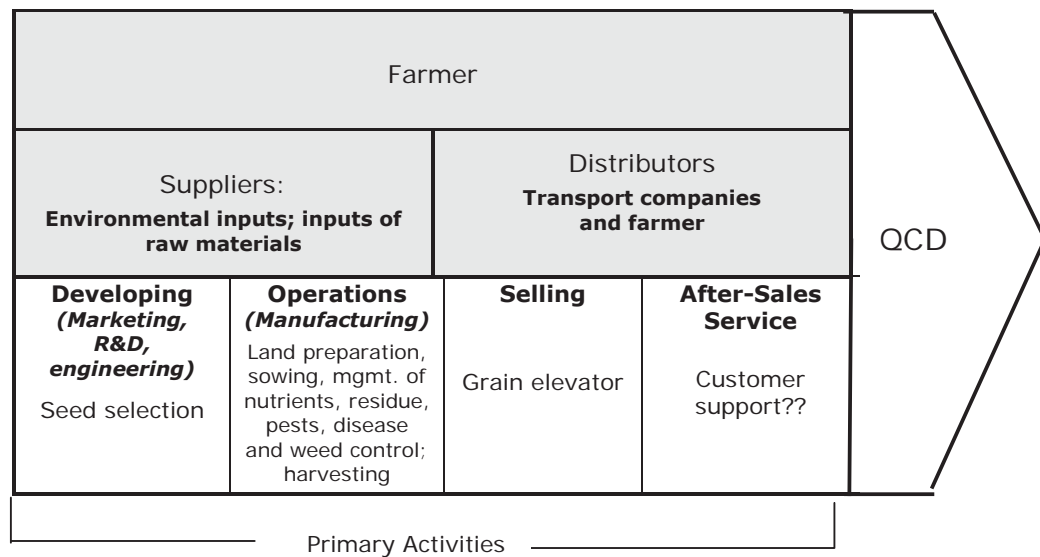 Farmer
Suppliers:
Environmental inputs; inputs of
raw materials
Distributors
Transport companies
and farmer
QCD
Developing
(Marketing,
R&D,
engineering)
Seed selection
Operations
(Manufacturing)
Land preparation,
sowing, mgmt. of
nutrients, residue,
pests, disease
and weed control;
harvesting
Selling
Grain elevator
After-Sales
Service
Customer
support??
Primary Activities